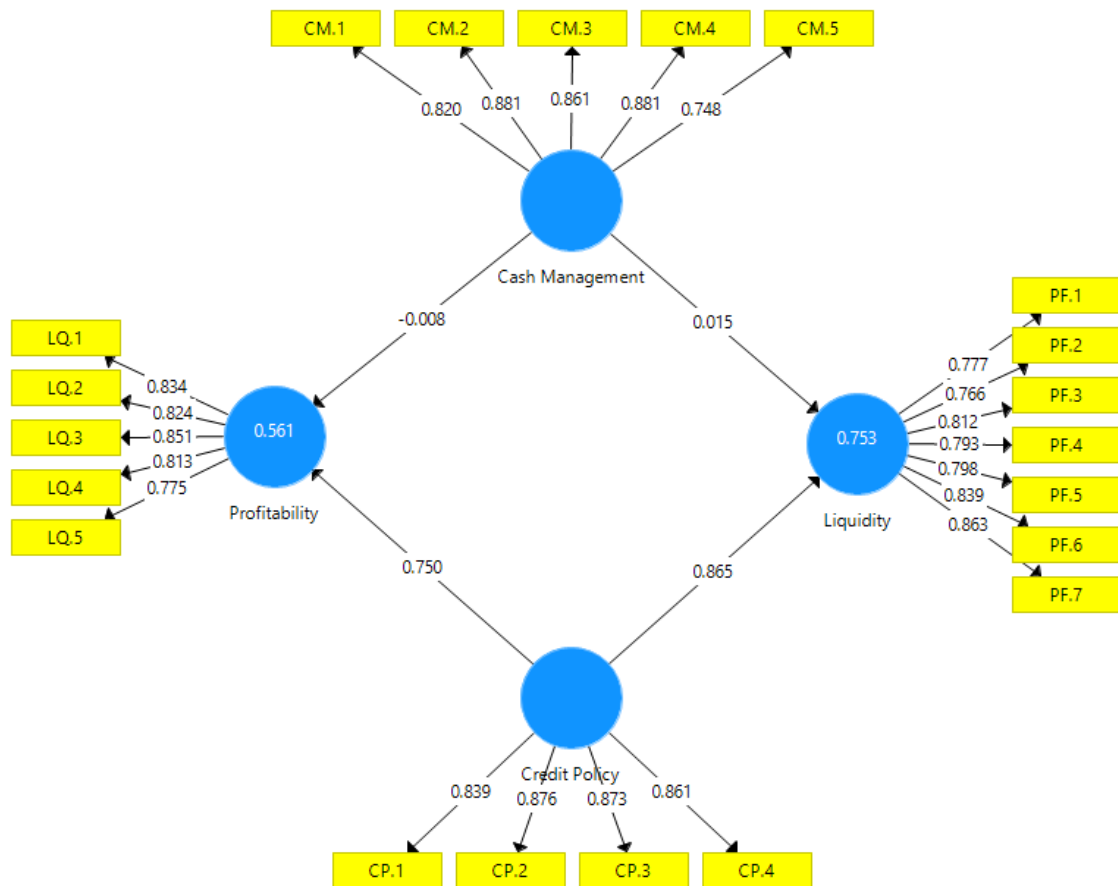 CM.1 CM.2 CM.3 CM.4 CM.5
0.820 0.881 0.861 0.881 0.748
Cash Management
-0.008 0.015
LQ.1
LQ.2
LQ.3
LQ.4
LQ.5
0.834
0.824
0.851
0.813
0.775
0.561
Profitability
0.753
Liquidity
0.777
0.766
0.812
0.793
0.798
0.839
0.863
PF.1
PF.2
PF.3
PF.4
PF.5
PF.6
PF.7
0.750 0.865
Credit Policy
0.839 0.876 0.873 0.861
CP.1 CP.2 CP.3 CP.4